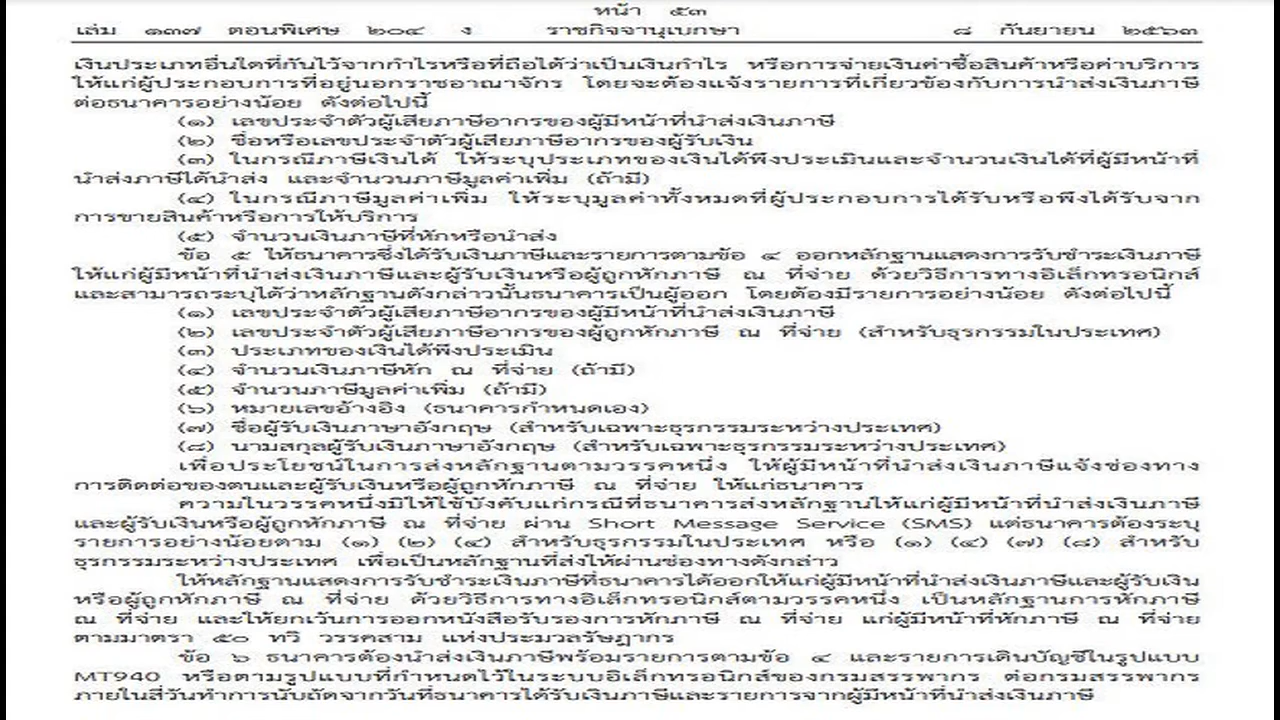 หน้า ๕๓
เล่ม ๑๓๗ ตอนพิเศษ ๒๐๔ ง ราชกิจจานุเบกษา ๘ กันยายน ๒๕๖๓
เงินประเภทอื่นใดที่กันไว้จากกำไรหรือที่ถือได้ว่าเป็นเงินกำไร หรือการจ่ายเงินค่าซื้อสินค้าหรือค่าบริการ
ให้แก่ผู้ประกอบการที่อยู่นอกราชอาณาจักร โดยจะต้องแจ้งรายการที่เกี่ยวข้องกับการนำส่งเงินภาษี
ต่อธนาคารอย่างน้อย ดังต่อไปนี้
(๑) เลขประจำตัวผู้เสียภาษีอากรของผู้มีหน้าที่นำส่งเงินภาษี
(๒) ชื่อหรือเลขประจำตัวผู้เสียภาษีอากรของผู้รับเงิน
(๓) ในกรณีภาษีเงินได้ ให้ระบุประเภทของเงินได้พึงประเมินและจำนวนเงินได้ที่ผู้มีหน้าที่
นำส่งภาษีได้นำส่ง และจำนวนภาษีมูลค่าเพิ่ม (ถ้ามี)
(๔) ในกรณีภาษีมูลค่าเพิ่ม ให้ระบุมูลค่าทั้งหมดที่ผู้ประกอบการได้รับหรือพึงได้รับจาก
การขายสินค้าหรือการให้บริการ
(๕) จำนวนเงินภาษีที่หักหรือนำส่ง
ข้อ ๕ ให้ธนาคารซึ่งได้รับเงินภาษีและรายการตามข้อ ๔ ออกหลักฐานแสดงการรับชำระเงินภาษี
ให้แก่ผู้มีหน้าที่นำส่งเงินภาษีและผู้รับเงินหรือผู้ถูกหักภาษี ณ ที่จ่าย ด้วยวิธีการทางอิเล็กทรอนิกส์
และสามารถระบุได้ว่าหลักฐานดังกล่าวนั้นธนาคารเป็นผู้ออก โดยต้องมีรายการอย่างน้อย ดังต่อไปนี้
(๑) เลขประจำตัวผู้เสียภาษีอากรของผู้มีหน้าที่นำส่งเงินภาษี
(๒) เลขประจำตัวผู้เสียภาษีอากรของผู้ถูกหักภาษี ณ ที่จ่าย (สำหรับธุรกรรมในประเทศ)
(๓) ประเภทของเงินได้พึงประเมิน
(๔) จำนวนเงินภาษีหัก ณ ที่จ่าย (ถ้ามี)
(๕) จำนวนภาษีมูลค่าเพิ่ม (ถ้ามี)
(๖) หมายเลขอ้างอิง (ธนาคารกำหนดเอง)
(๗) ชื่อผู้รับเงินภาษาอังกฤษ (สำหรับเฉพาะธุรกรรมระหว่างประเทศ)
(๘) นามสกุลผู้รับเงินภาษาอังกฤษ (สำหรับเฉพาะธุรกรรมระหว่างประเทศ)
เพื่อประโยชน์ในการส่งหลักฐานตามวรรคหนึ่ง ให้ผู้มีหน้าที่นำส่งเงินภาษีแจ้งช่องทาง
การติดต่อของตนและผู้รับเงินหรือผู้ถูกหักภาษี ณ ที่จ่าย ให้แก่ธนาคาร
ความในวรรคหนึ่งมิให้ใช้บังคับแก่กรณีที่ธนาคารส่งหลักฐานให้แก่ผู้มีหน้าที่นำส่งเงินภาษี
และผู้รับเงินหรือผู้ถูกหักภาษี ณ ที่จ่าย ผ่าน Short Message Service (SMS) แต่ธนาคารต้องระบุ
รายการอย่างน้อยตาม (๑) (๒) (๔) สำหรับธุรกรรมในประเทศ หรือ (๑) (๔) (๗) (๘) สำหรับ
ธุรกรรมระหว่างประเทศ เพื่อเป็นหลักฐานที่ส่งให้ผ่านช่องทางดังกล่าว
ให้หลักฐานแสดงการรับชำระเงินภาษีที่ธนาคารได้ออกให้แก่ผู้มีหน้าที่นำส่งเงินภาษีและผู้รับเงิน
หรือผู้ถูกหักภาษี ณ ที่จ่าย ด้วยวิธีการทางอิเล็กทรอนิกส์ตามวรรคหนึ่ง เป็นหลักฐานการหักภาษี
ณ ที่จ่าย และให้ยกเว้นการออกหนังสือรับรองการหักภาษี ณ ที่จ่าย แก่ผู้มีหน้าที่หักภาษี ณ ที่จ่าย
ตามมาตรา ๕๐ ทวิ วรรคสาม แห่งประมวลรัษฎากร
ข้อ ๖ ธนาคารต้องนำส่งเงินภาษีพร้อมรายการตามข้อ ๔ และรายการเดินบัญชีในรูปแบบ
MT940 หรือตามรูปแบบที่กำหนดไว้ในระบบอิเล็กทรอนิกส์ของกรมสรรพากร ต่อกรมสรรพากร
ภายในสี่วันทำการนับถัดจากวันที่ธนาคารได้รับเงินภาษีและรายการจากผู้มีหน้าที่นำส่งเงินภาษี